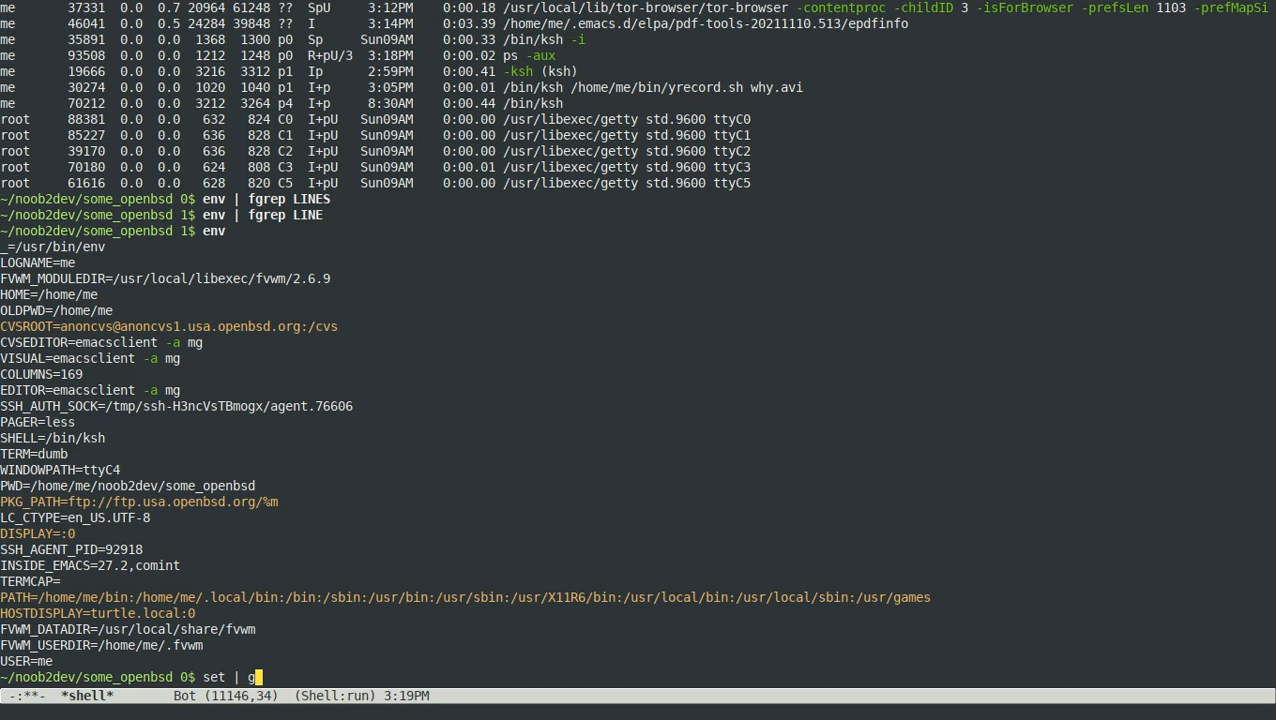 me       37331  0.0  0.7 20964 61248 ??  SpU     3:12PM    0:00.18 /usr/local/lib/tor-browser/tor-browser -contentproc -childID 3 -isForBrowser -prefsLen 1103 -prefMapSi
me       46041  0.0  0.5 24284 39848 ??  I       3:14PM    0:03.39 /home/me/.emacs.d/elpa/pdf-tools-20211110.513/epdfinfo
me       35891  0.0  0.0  1368  1300 p0  Sp     Sun09AM    0:00.33 /bin/ksh -i
me       93508  0.0  0.0  1212  1248 p0  R+pU/3  3:18PM    0:00.02 ps -aux
me       19666  0.0  0.0  3216  3312 p1  Ip      2:59PM    0:00.41 -ksh (ksh)
me       30274  0.0  0.0  1020  1040 p1  I+p     3:05PM    0:00.01 /bin/ksh /home/me/bin/yrecord.sh why.avi
me       70212  0.0  0.0  3212  3264 p4  I+p     8:30AM    0:00.44 /bin/ksh
root     88381  0.0  0.0   632   824 C0  I+pU   Sun09AM    0:00.00 /usr/libexec/getty std.9600 ttyC0
root     85227  0.0  0.0   636   828 C1  I+pU   Sun09AM    0:00.00 /usr/libexec/getty std.9600 ttyC1
root     39170  0.0  0.0   636   828 C2  I+pU   Sun09AM    0:00.00 /usr/libexec/getty std.9600 ttyC2
root     70180  0.0  0.0   624   808 C3  I+pU   Sun09AM    0:00.01 /usr/libexec/getty std.9600 ttyC3
root     61616  0.0  0.0   628   820 C5  I+pU   Sun09AM    0:00.00 /usr/libexec/getty std.9600 ttyC5
~/noob2dev/some_openbsd 0$ env | fgrep LINES
~/noob2dev/some_openbsd 1$ env | fgrep LINE
~/noob2dev/some_openbsd 1$ env
_=/usr/bin/env
LOGNAME=me
FVWM_MODULEDIR=/usr/local/libexec/fvwm/2.6.9
HOME=/home/me
OLDPWD=/home/me
CVSROOT=anoncvs@anoncvs1.usa.openbsd.org:/cvs
CVSEDITOR=emacsclient -a mg
VISUAL=emacsclient -a mg
COLUMNS=169
EDITOR=emacsclient -a mg
SSH_AUTH_SOCK=/tmp/ssh-H3ncVsTBmogx/agent.76606
PAGER=less
SHELL=/bin/ksh
TERM=dumb
WINDOWPATH=ttyC4
PWD=/home/me/noob2dev/some_openbsd
PKG_PATH=ftp://ftp.usa.openbsd.org/%m
LC_CTYPE=en_US.UTF-8
DISPLAY=:0
SSH_AGENT_PID=92918
INSIDE_EMACS=27.2,comint
TERMCAP=
PATH=/home/me/bin:/home/me/.local/bin:/bin:/sbin:/usr/bin:/usr/sbin:/usr/X11R6/bin:/usr/local/bin:/usr/local/sbin:/usr/games
HOSTDISPLAY=turtle.local:0
FVWM_DATADIR=/usr/local/share/fvwm
FVWM_USERDIR=/home/me/.fvwm
USER=me
~/noob2dev/some_openbsd 0$ set | g
-:**-  *shell*        Bot (11146,34)  (Shell:run) 3:19PM